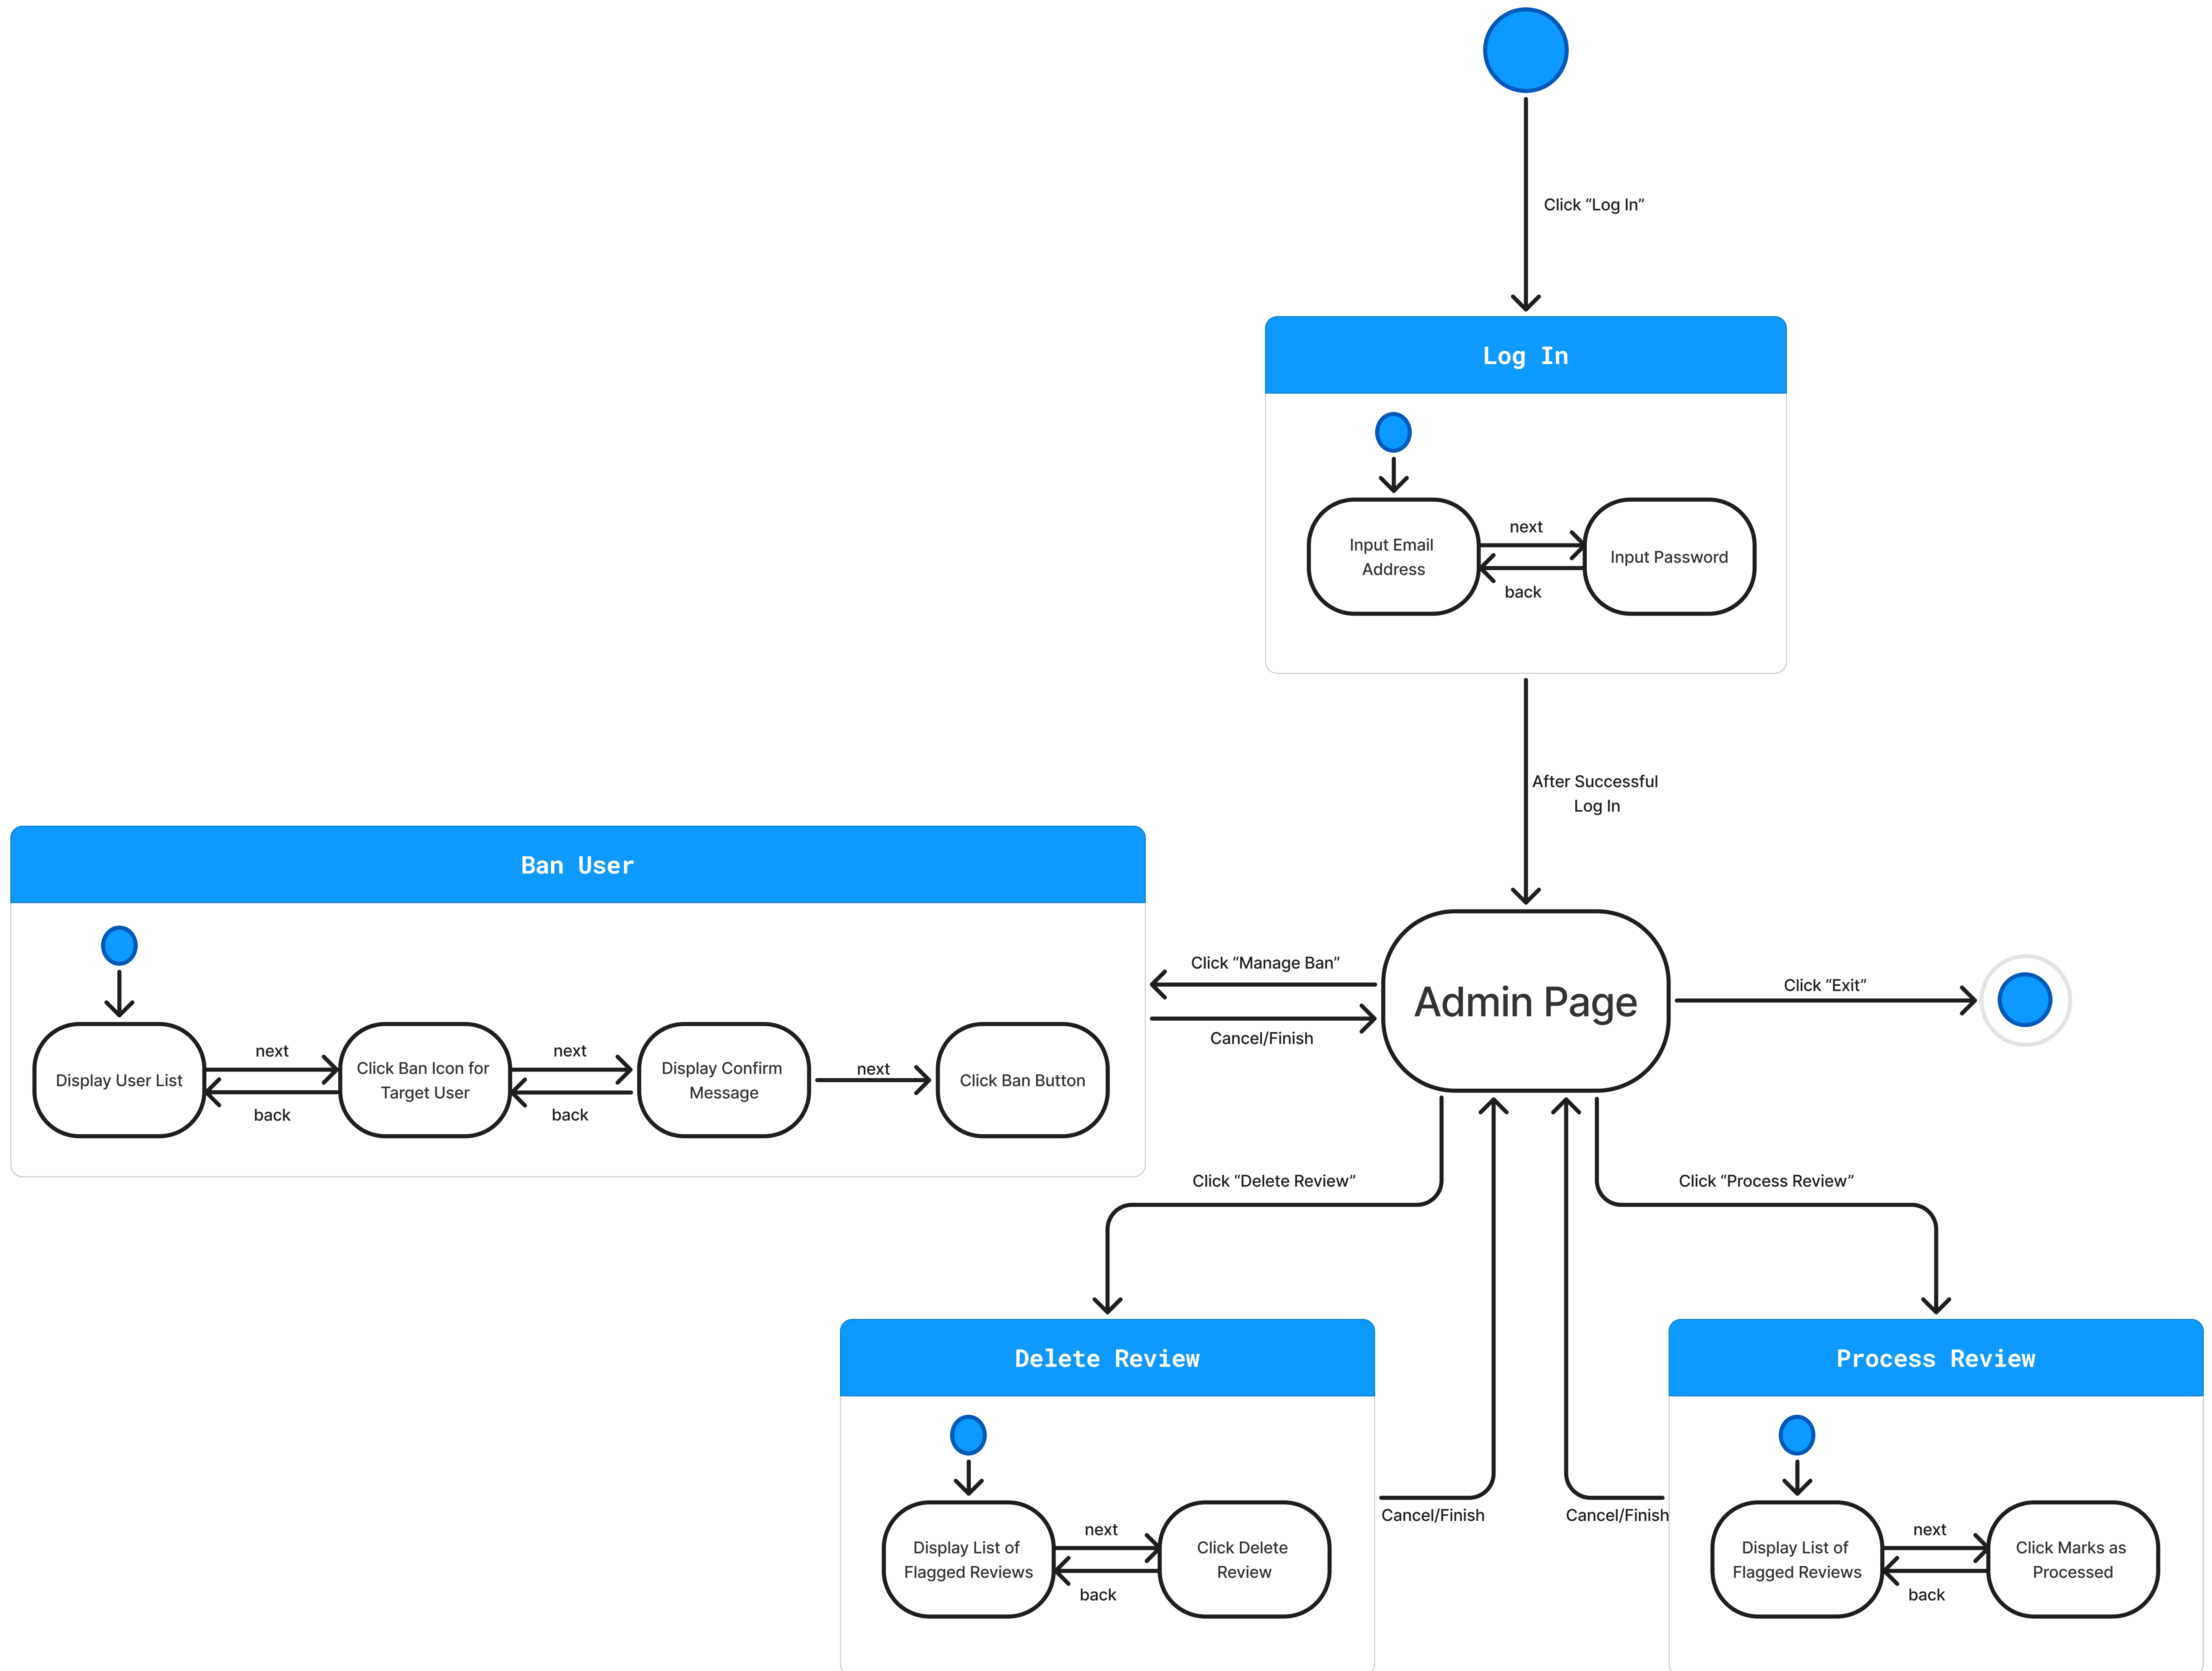 Click “Log In”
Log In
Input Email
Address
next
back
Input Password
After Successful
Log In
Ban User
Display User List
next
back
Click Ban Icon for
Target User
next
back
Display Confirm
Message
next
Click Ban Button
Click “Manage Ban”
Cancel/Finish
Admin Page
Click “Exit”
Click “Delete Review”
Click “Process Review”
Delete Review
Display List of
Flagged Reviews
next
back
Click Delete
Review
Cancel/Finish
Cancel/Finish
Process Review
Display List of
Flagged Reviews
next
back
Click Marks as
Processed